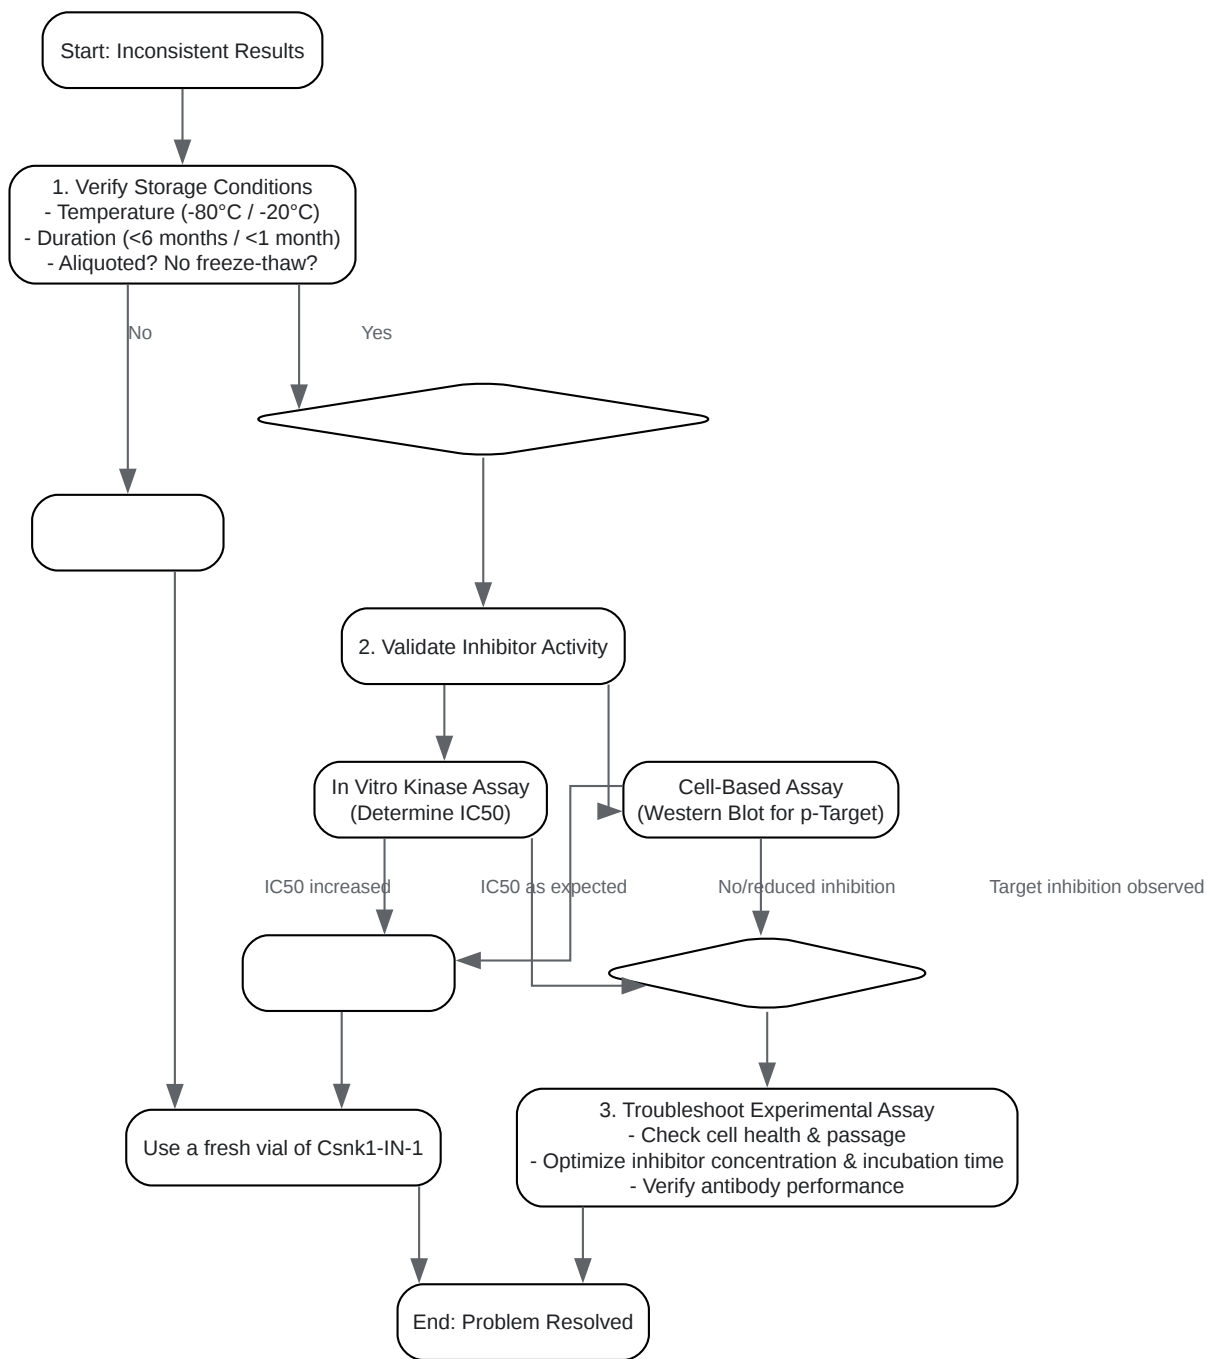 Start: Inconsistent Results
1. Verify Storage Conditions
- Temperature (-80°C / -20°C)
- Duration (<6 months / <1 month)
- Aliquoted? No freeze-thaw?
No
Yes
2. Validate Inhibitor Activity
In Vitro Kinase Assay
(Determine IC50)
Cell-Based Assay
(Western Blot for p-Target)
IC50 increased
IC50 as expected
No/reduced inhibition
Target inhibition observed
Use a fresh vial of Csnk1-IN-1
3. Troubleshoot Experimental Assay
- Check cell health & passage
- Optimize inhibitor concentration & incubation time
- Verify antibody performance
End: Problem Resolved